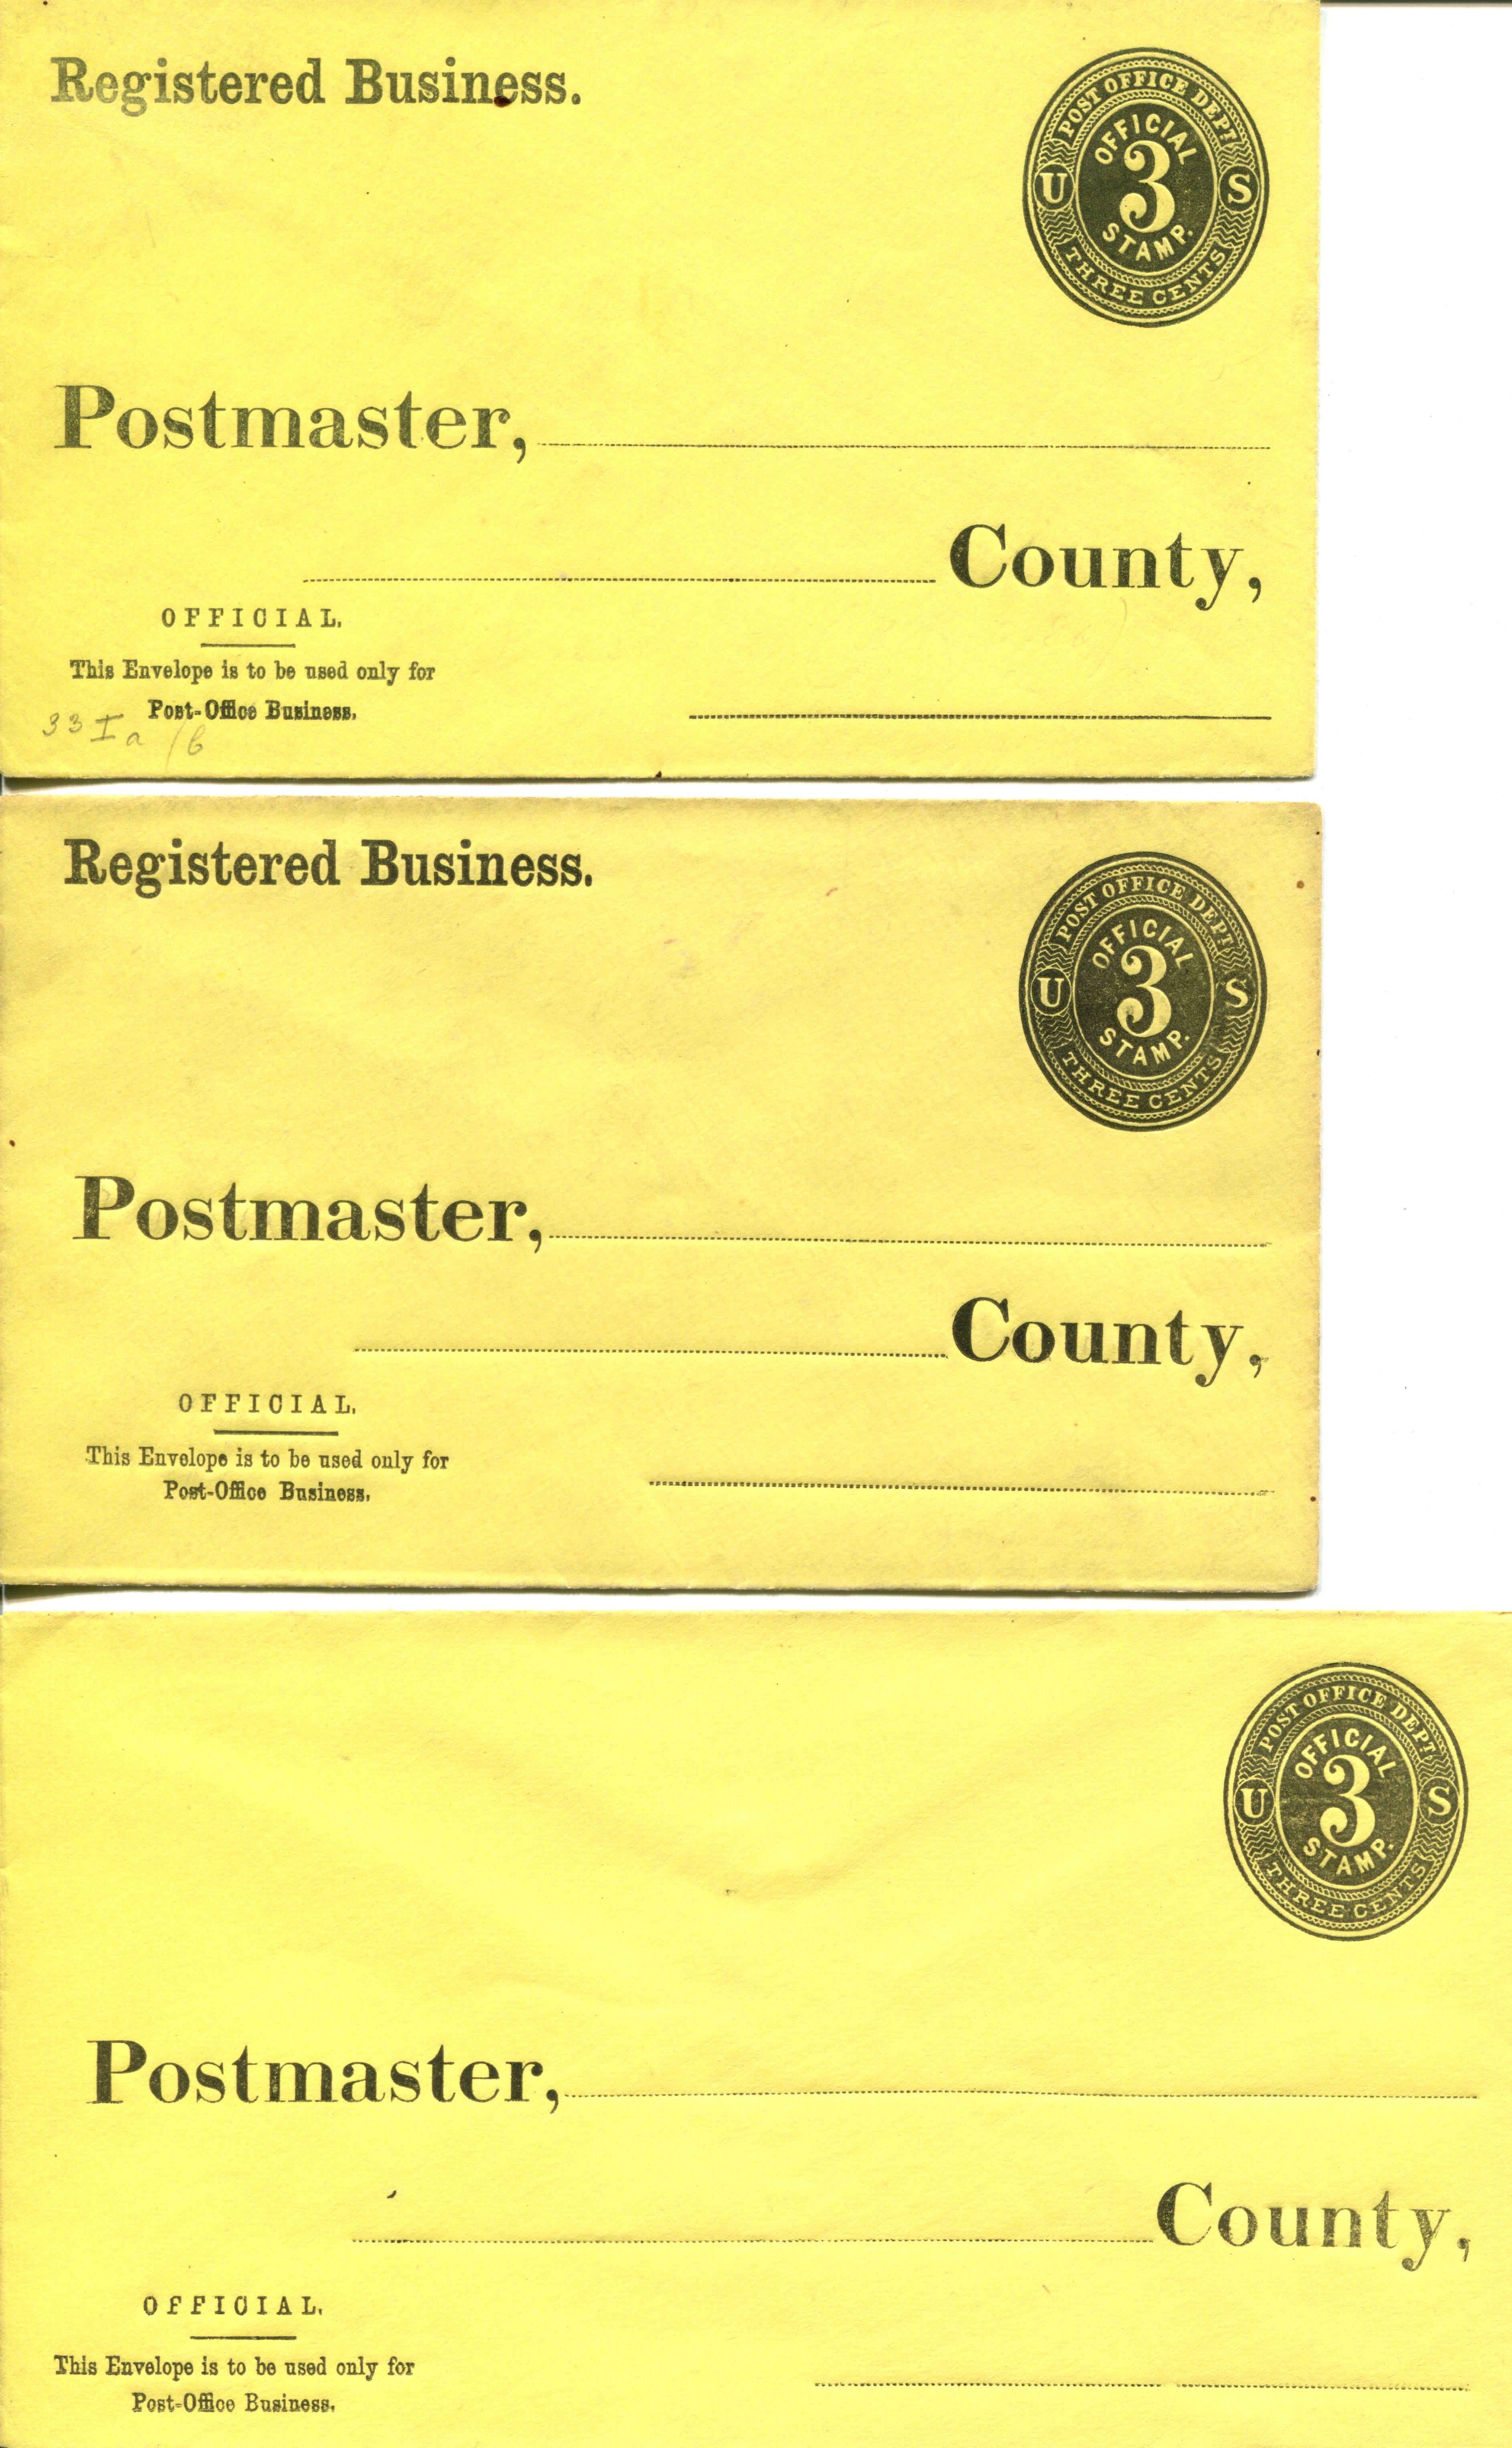 Registered Business.
POST OFFICE DEPT
OFFICIAL
U 3 S
STAMP.
THREE CENTS
Postmaster,
County,
OFFICIAL.
This Envelope is to be used only for
Post-Office Business.
33 I a / b
Registered Business.
POST OFFICE DEPT
OFFICIAL
U 3 S
STAMP.
THREE CENTS
Postmaster,
County,
OFFICIAL.
This Envelope is to be used only for
Post-Office Business.
POST OFFICE DEPT
OFFICIAL
U 3 S
STAMP.
THREE CENTS
Postmaster,
County,
OFFICIAL.
This Envelope is to be used only for
Post-Office Business.